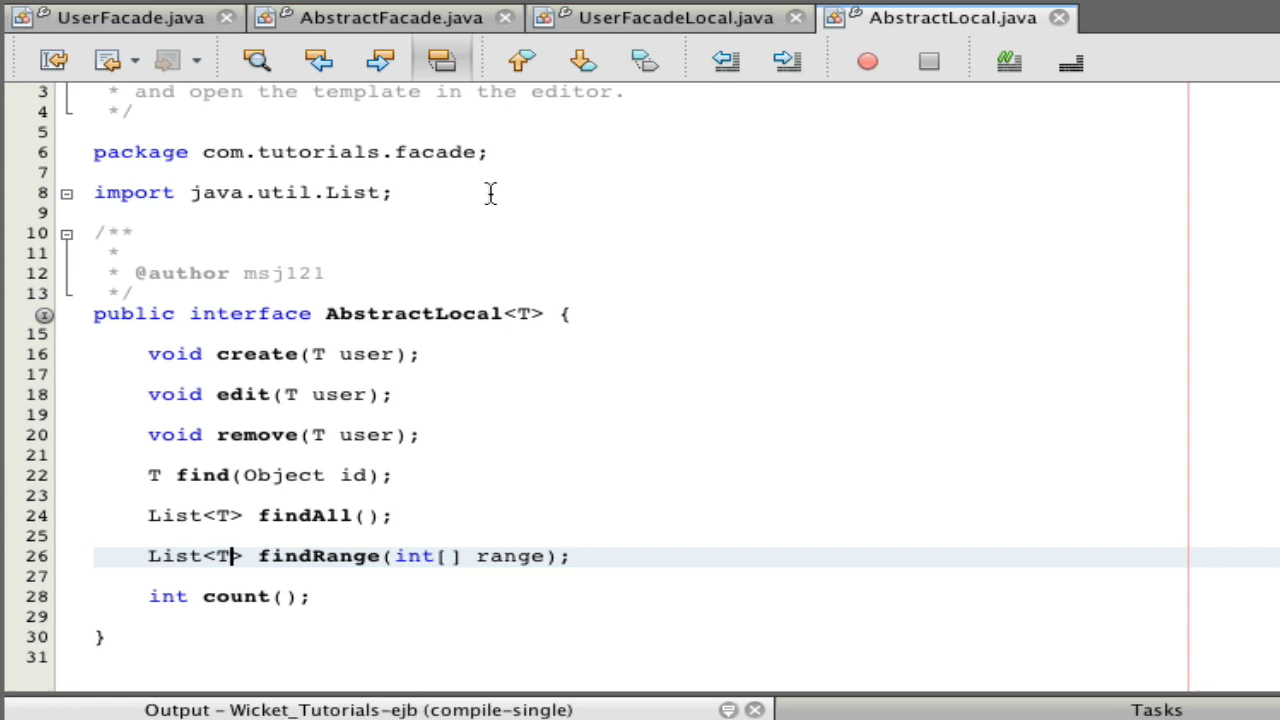 UserFacade.java AbstractFacade.java UserFacadeLocal.java AbstractLocal.java
3 * and open the template in the editor.
4 */
5
6 package com.tutorials.facade;
7
8 import java.util.List;
9
10 /**
11 *
12 * @author msj121
13 */
public interface AbstractLocal<T> {
15
16 void create(T user);
17
18 void edit(T user);
19
20 void remove(T user);
21
22 T find(Object id);
23
24 List<T> findAll();
25
26 List<T> findRange(int[] range);
27
28 int count();
29
30 }
31
Output - Wicket_Tutorials-ejb (compile-single) Tasks